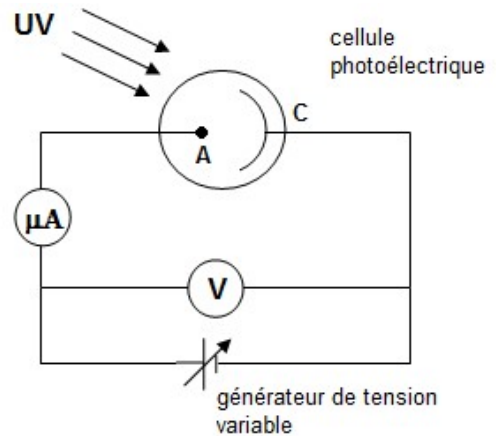 UV
cellule
photoélectrique
C
A
μA
V
générateur de tension
variable